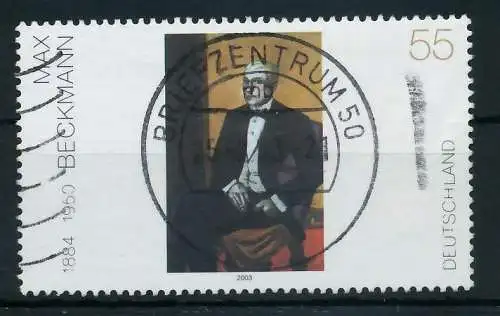 MAX
BECKMANN
1884 1950
55
DEUTSCHLAND
BRIEFZENTRUM 50
2003